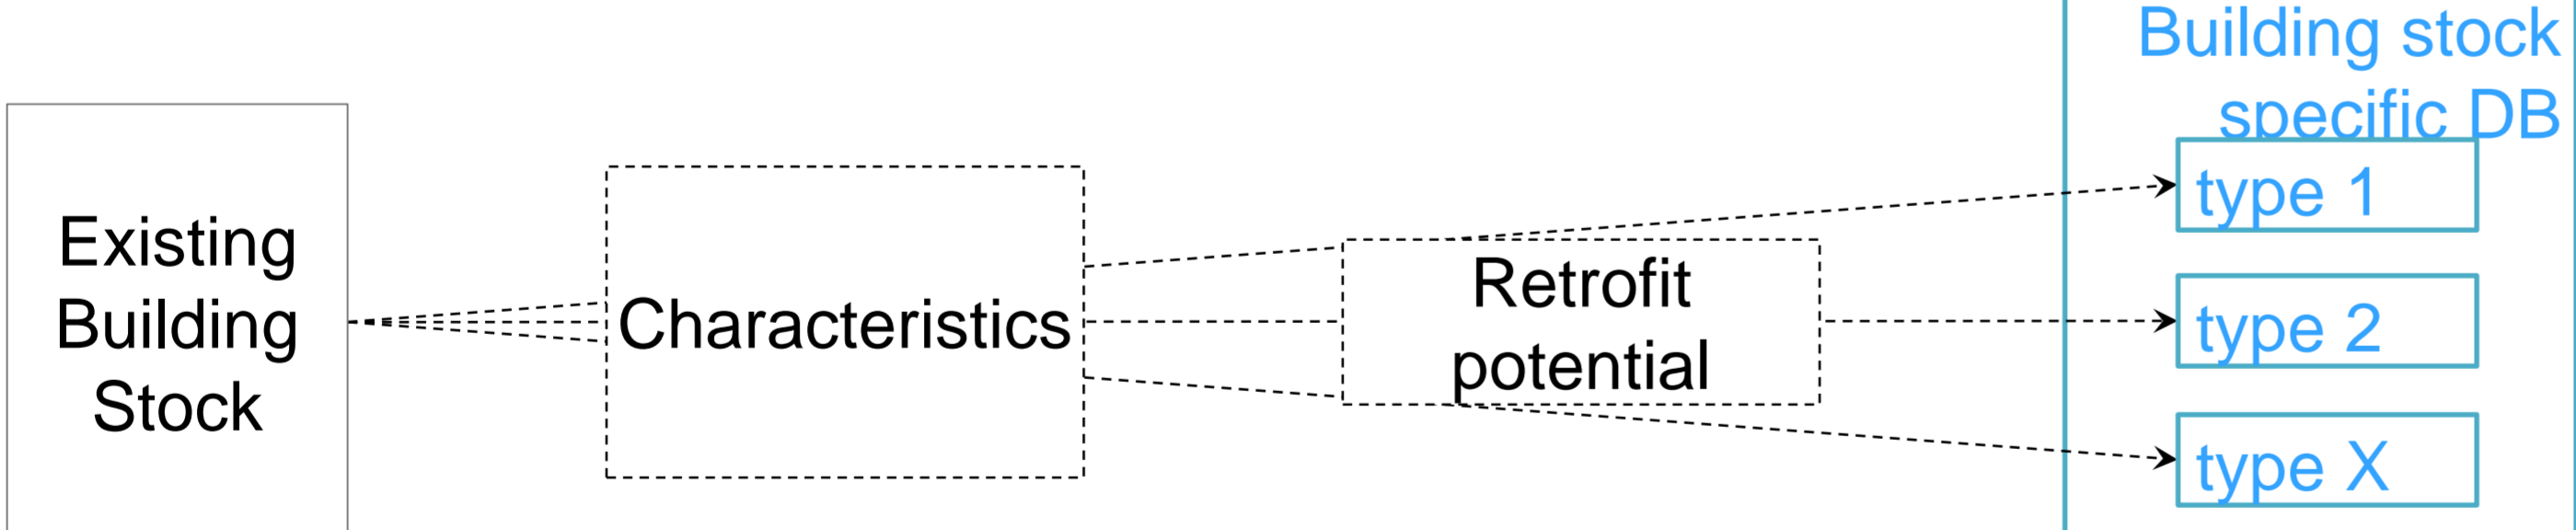 Existing
Building
Stock
Characteristics
Retrofit
potential
Building stock
specific DB
type 1
type 2
type X